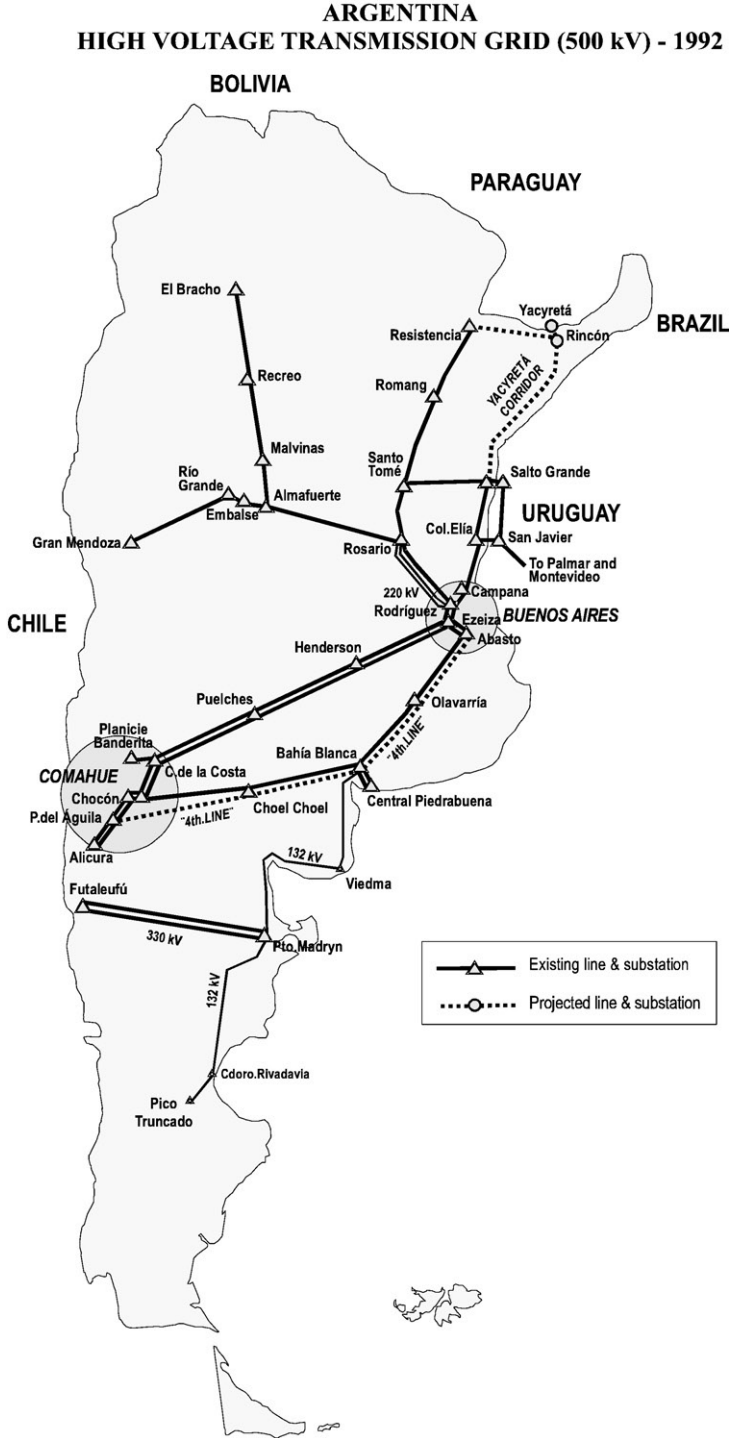 ARGENTINA
HIGH VOLTAGE TRANSMISSION GRID (500 kV) - 1992
BOLIVIA
PARAGUAY
El Bracho
Yacyretá
BRAZIL
Resistencia
Rincón
Recreo
YACYRETÁ
CORRIDOR
Romang
Malvinas
Santo
Tomé
Salto Grande
Río
Grande
Almafuerte
Embalse
URUGUAY
Col.Elía
San Javier
Gran Mendoza
Rosario
To Palmar and
Montevideo
220 kV
Campana
Rodríguez
BUENOS AIRES
CHILE
Ezeiza
Abasto
Henderson
Puelches
Olavarría
Planicie
Banderita
"4th.LINE"
Bahía Blanca
COMAHUE
C.de la Costa
Chocón
Choel Choel
Central Piedrabuena
P.del Águila
"4th.LINE"
Alicura
132 kV
Viedma
Futaleufú
330 kV
Pto.Madryn
132 kV
Existing line & substation
Projected line & substation
Cdoro.Rivadavia
Pico
Truncado